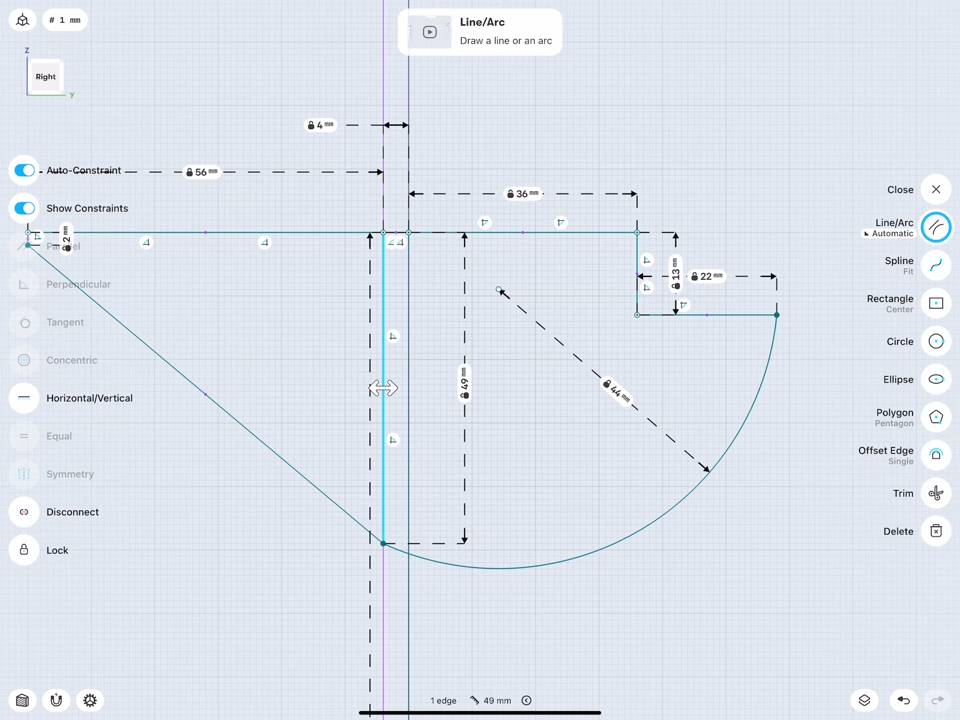 # 1 mm
Line/Arc
Draw a line or an arc
Z
Right
Y
4 mm
Auto-Constraint
56 mm
Close
36 mm
Show Constraints
Line/Arc
Automatic
2 mm
Parallel
Spline
Fit
13 mm
22 mm
Perpendicular
Rectangle
Center
Tangent
Circle
Concentric
Ellipse
49 mm
44 mm
Horizontal/Vertical
Polygon
Pentagon
Equal
Offset Edge
Single
Symmetry
Trim
Disconnect
Delete
Lock
1 edge
49 mm